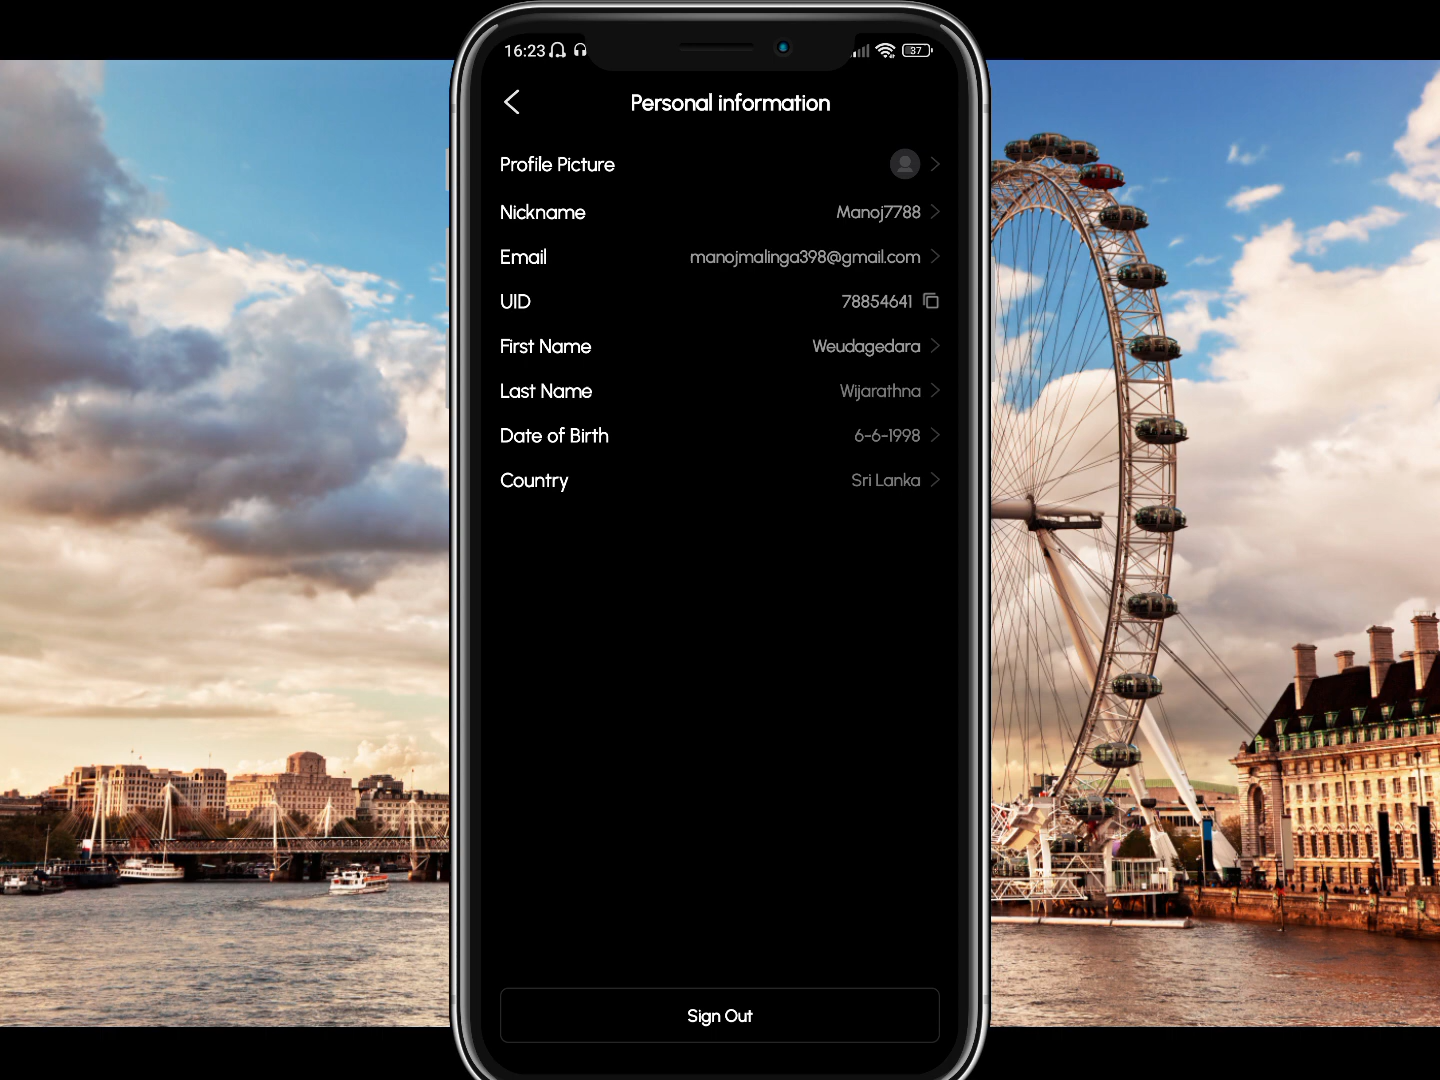 16:23
37
Personal information
Profile Picture
Nickname Manoj7788
Email manojmalinga398@gmail.com
UID 78854641
First Name Weudagedara
Last Name Wijarathna
Date of Birth 6-6-1998
Country Sri Lanka
Sign Out